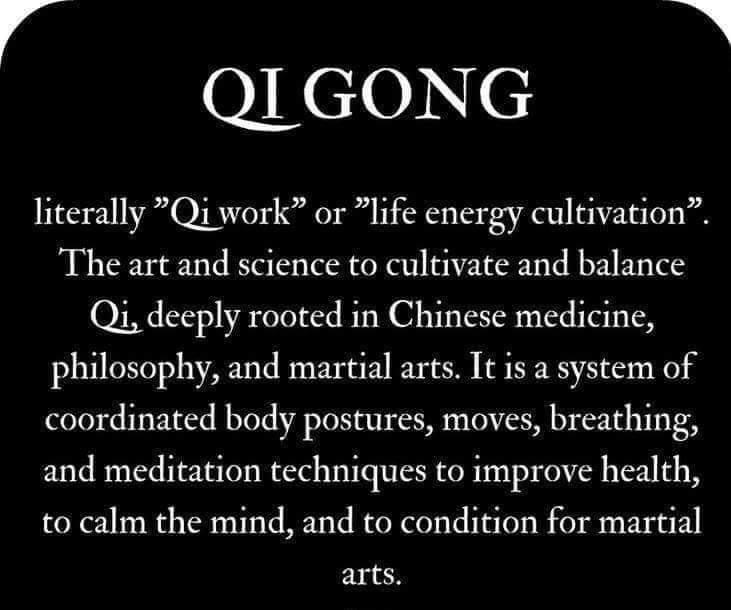 QI GONG
literally ”Qi work” or ”life energy cultivation”.
The art and science to cultivate and balance
Qi, deeply rooted in Chinese medicine,
philosophy, and martial arts. It is a system of
coordinated body postures, moves, breathing,
and meditation techniques to improve health,
to calm the mind, and to condition for martial
arts.